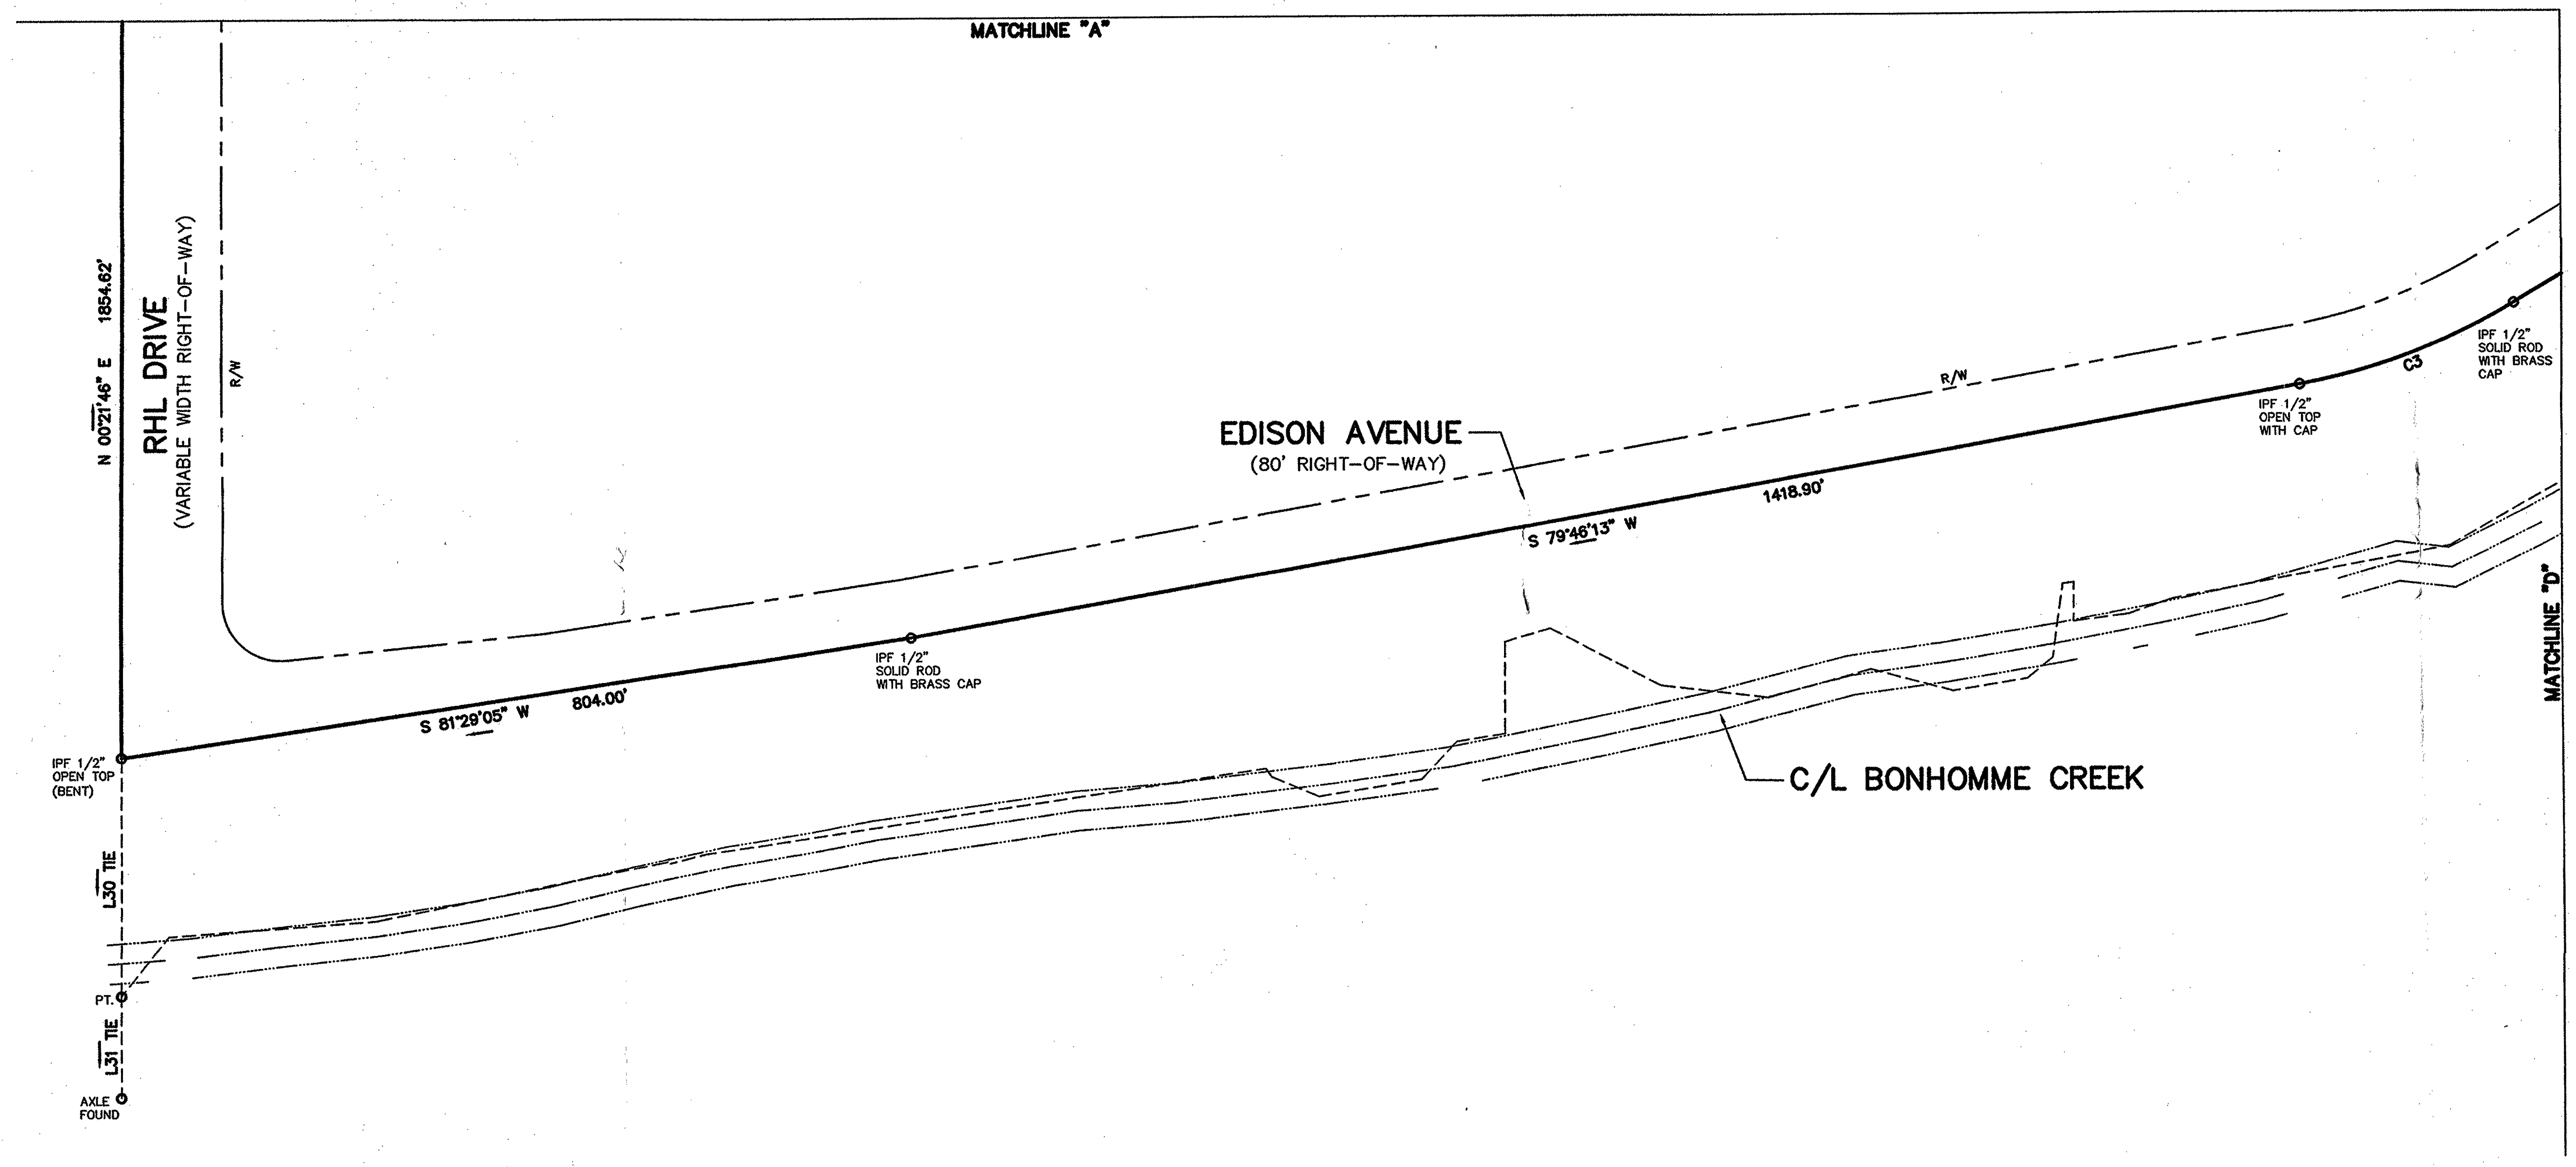 MATCHLINE "A"
N 00°21'46" E 1854.62'
RHL DRIVE
(VARIABLE WIDTH RIGHT-OF-WAY)
R/W
R/W
C3
IPF 1/2"
SOLID ROD
WITH BRASS
CAP
IPF 1/2"
OPEN TOP
WITH CAP
EDISON AVENUE
(80' RIGHT-OF-WAY)
1418.90'
S 79°46'13" W
MATCHLINE "D"
IPF 1/2"
SOLID ROD
WITH BRASS CAP
804.00'
S 81°29'05" W
IPF 1/2"
OPEN TOP
(BENT)
C/L BONHOMME CREEK
L30 TIE
PT.
L31 TIE
AXLE
FOUND